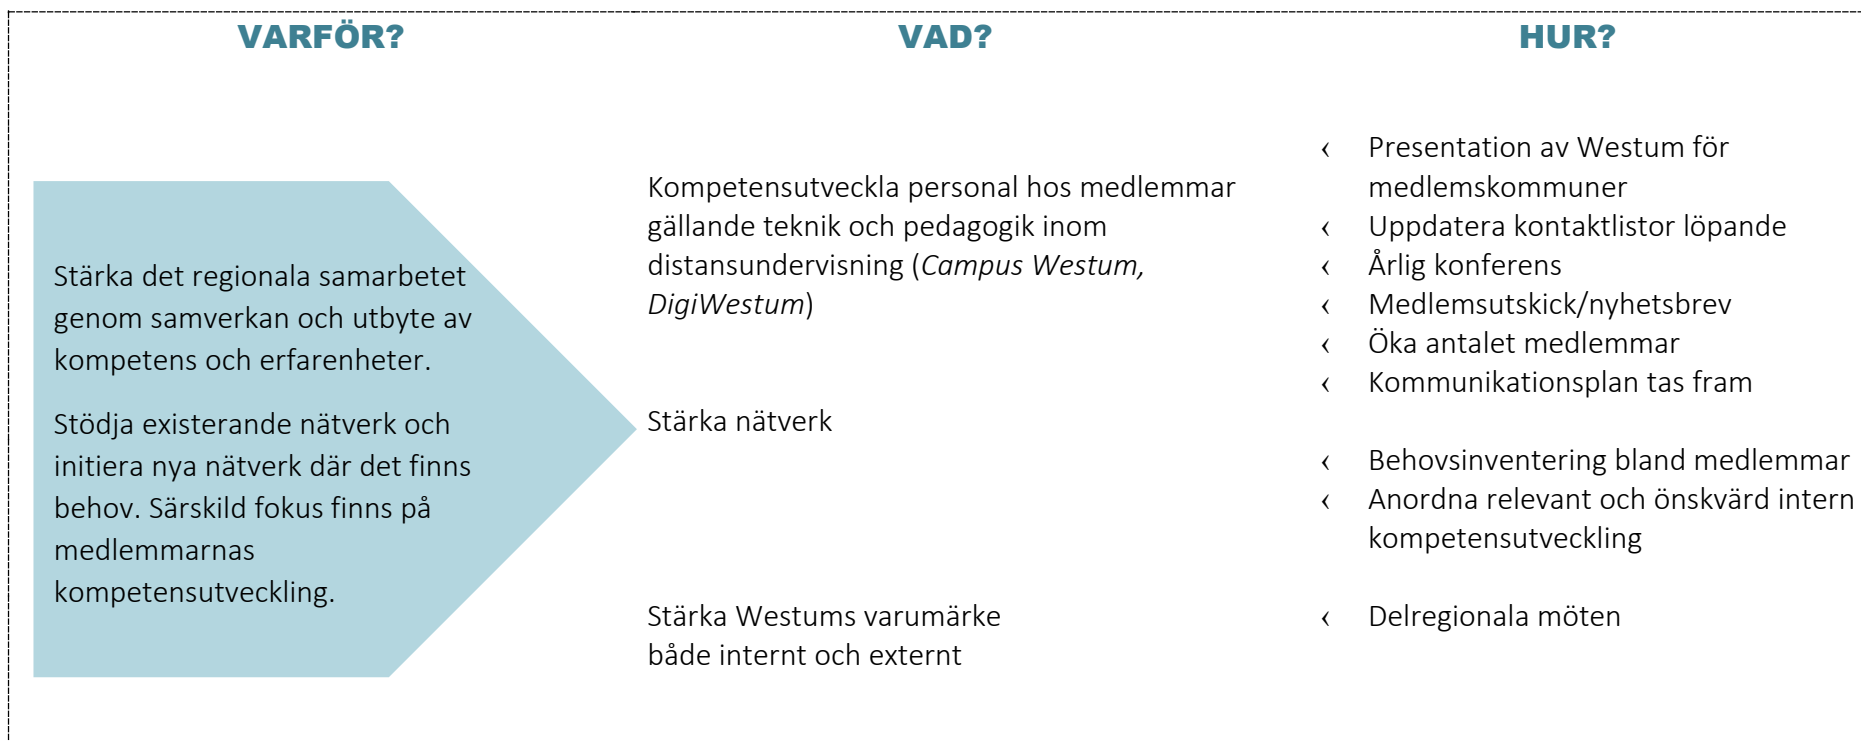 VARFÖR?
VAD?
HUR?
Stärka det regionala samarbetet
genom samverkan och utbyte av
kompetens och erfarenheter.
Stödja existerande nätverk och
initiera nya nätverk där det finns
behov. Särskild fokus finns på
medlemmarnas
kompetensutveckling.
Kompetensutveckla personal hos medlemmar
gällande teknik och pedagogik inom
distansundervisning (Campus Westum,
DigiWestum)
Stärka nätverk
Stärka Westums varumärke
både internt och externt
‹ Presentation av Westum för
medlemskommuner
‹ Uppdatera kontaktlistor löpande
‹ Årlig konferens
‹ Medlemsutskick/nyhetsbrev
‹ Öka antalet medlemmar
‹ Kommunikationsplan tas fram
‹ Behovsinventering bland medlemmar
‹ Anordna relevant och önskvärd intern
kompetensutveckling
‹ Delregionala möten